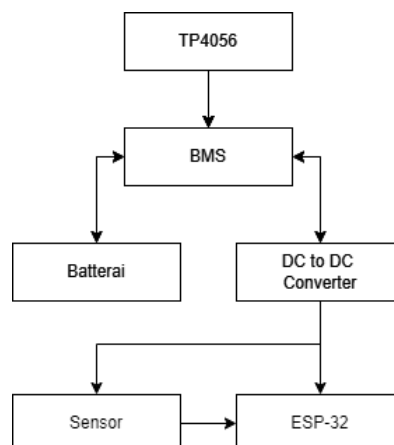 TP4056
BMS
Batterai
DC to DC
Converter
Sensor
ESP-32